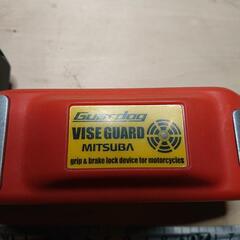 Guardog
VISE GUARD
MITSUBA
grip & brake lock device for motorcycles